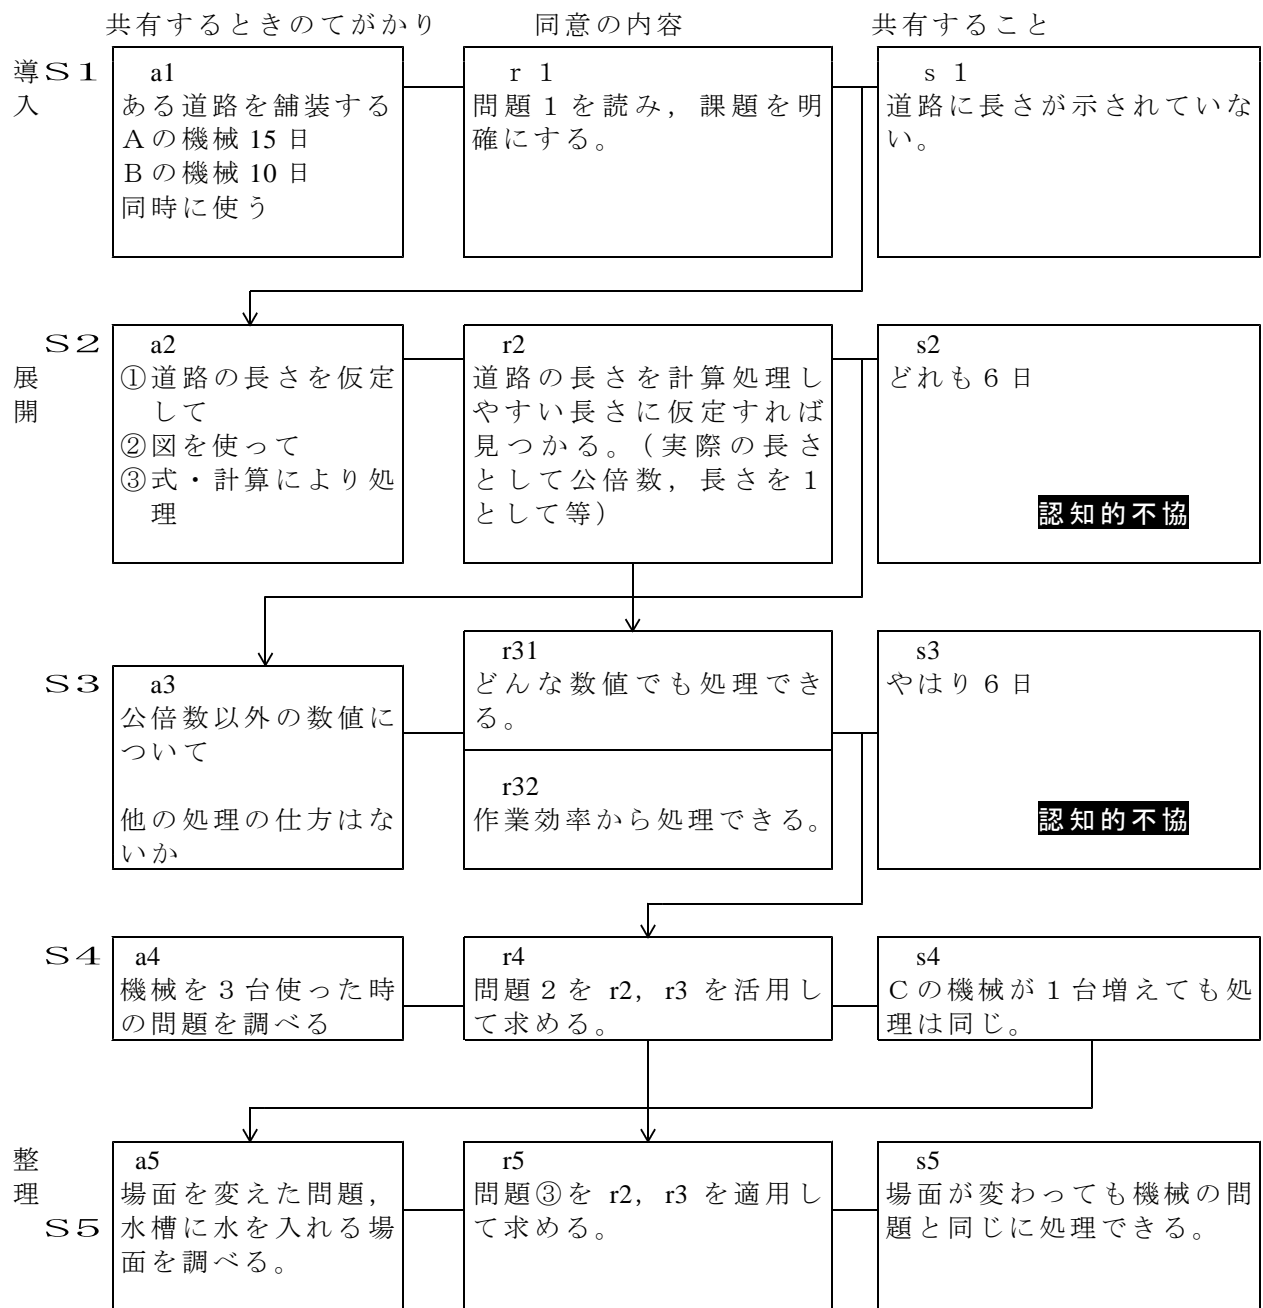 共有するときのてがかり　同意の内容　共有すること
導入
S1
a1
ある道路を舗装する
Aの機械 15 日
Bの機械 10 日
同時に使う
r 1
問題１を読み，課題を明
確にする。
s 1
道路に長さが示されていな
い。
S2
展開
a2
①道路の長さを仮定
して
②図を使って
③式・計算により処
理
r2
道路の長さを計算処理し
やすい長さに仮定すれば
見つかる。（実際の長さ
として公倍数，長さを１
として等）
s2
どれも６日
認知的不協
S3
a3
公倍数以外の数値に
ついて
他の処理の仕方はな
いか
r31
どんな数値でも処理でき
る。
r32
作業効率から処理できる。
s3
やはり６日
認知的不協
S4
a4
機械を３台使った時
の問題を調べる
r4
問題２を r2, r3 を活用し
て求める。
s4
Cの機械が１台増えても処
理は同じ。
整理
S5
a5
場面を変えた問題，
水槽に水を入れる場
面を調べる。
r5
問題③を r2, r3 を適用し
て求める。
s5
場面が変わっても機械の問
題と同じに処理できる。